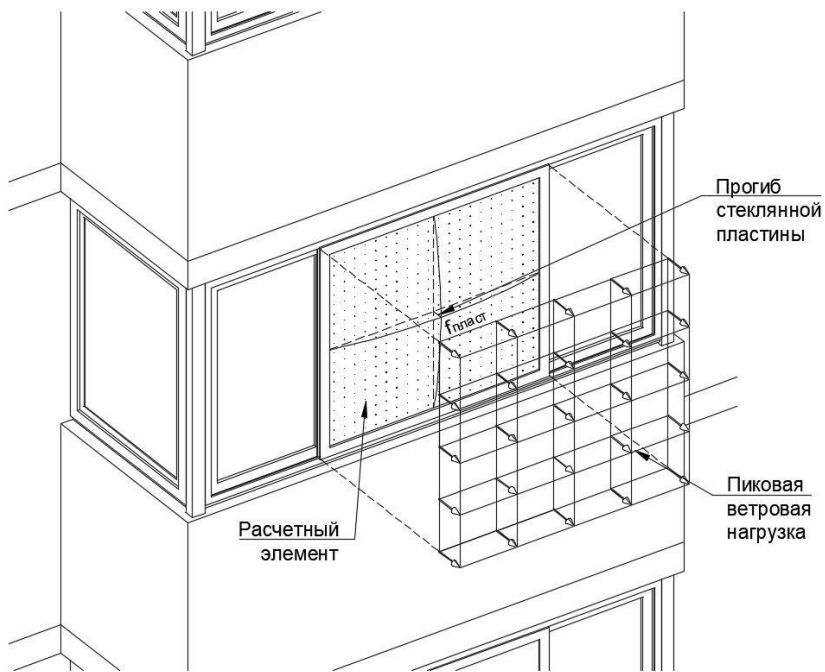 Прогиб
стеклянной
пластины
fпласт
Расчетный
элемент
Пиковая
ветровая
нагрузка